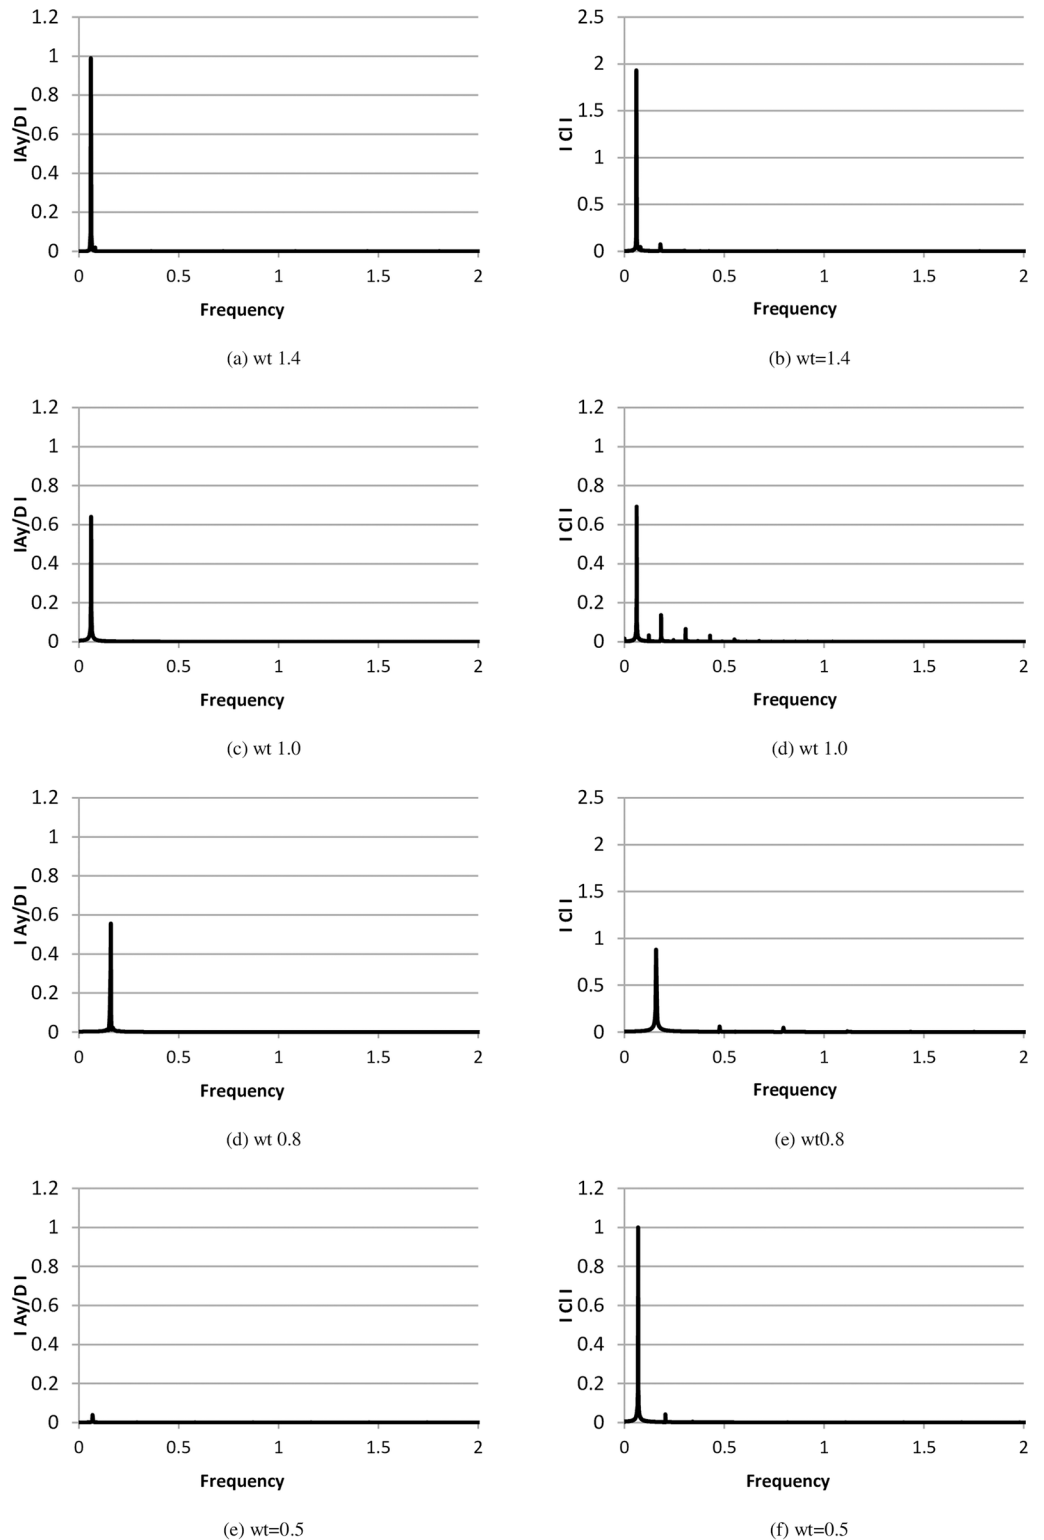 1.2
1
0.8
0.6
0.4
0.2
0
IAy/D I
0 0.5 1 1.5 2
Frequency
(a) wt 1.4
2.5
2
1.5
1
0.5
0
I Cl I
0 0.5 1 1.5 2
Frequency
(b) wt=1.4
1.2
1
0.8
0.6
0.4
0.2
0
IAy/D I
0 0.5 1 1.5 2
Frequency
(c) wt 1.0
1.2
1
0.8
0.6
0.4
0.2
0
I Cl I
0 0.5 1 1.5 2
Frequency
(d) wt 1.0
1.2
1
0.8
0.6
0.4
0.2
0
I Ay/D I
0 0.5 1 1.5 2
Frequency
(d) wt 0.8
2.5
2
1.5
1
0.5
0
I Cl I
0 0.5 1 1.5 2
Frequency
(e) wt0.8
1.2
1
0.8
0.6
0.4
0.2
0
I Ay/D I
0 0.5 1 1.5 2
Frequency
(e) wt=0.5
1.2
1
0.8
0.6
0.4
0.2
0
I Cl I
0 0.5 1 1.5 2
Frequency
(f) wt=0.5